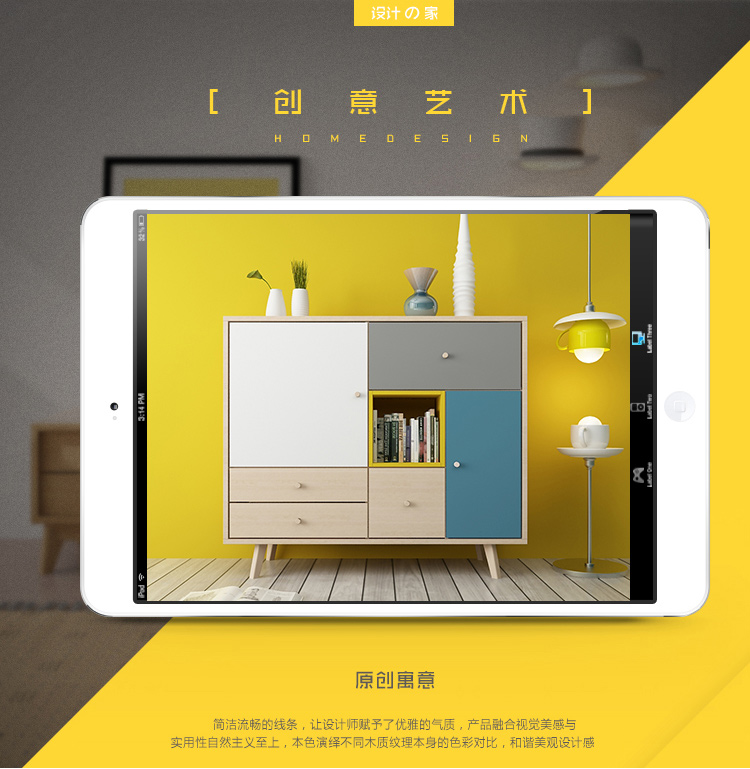 设计の家
[ 创意艺术 ]
HOMEDESIGN
32%
3:14 PM
iPod
Label Three
Label Two
Label One
原创寓意
简洁流畅的线条，让设计师赋予了优雅的气质，产品融合视觉美感与
实用性自然主义至上，本色演绎不同木质纹理本身的色彩对比，和谐美观设计感